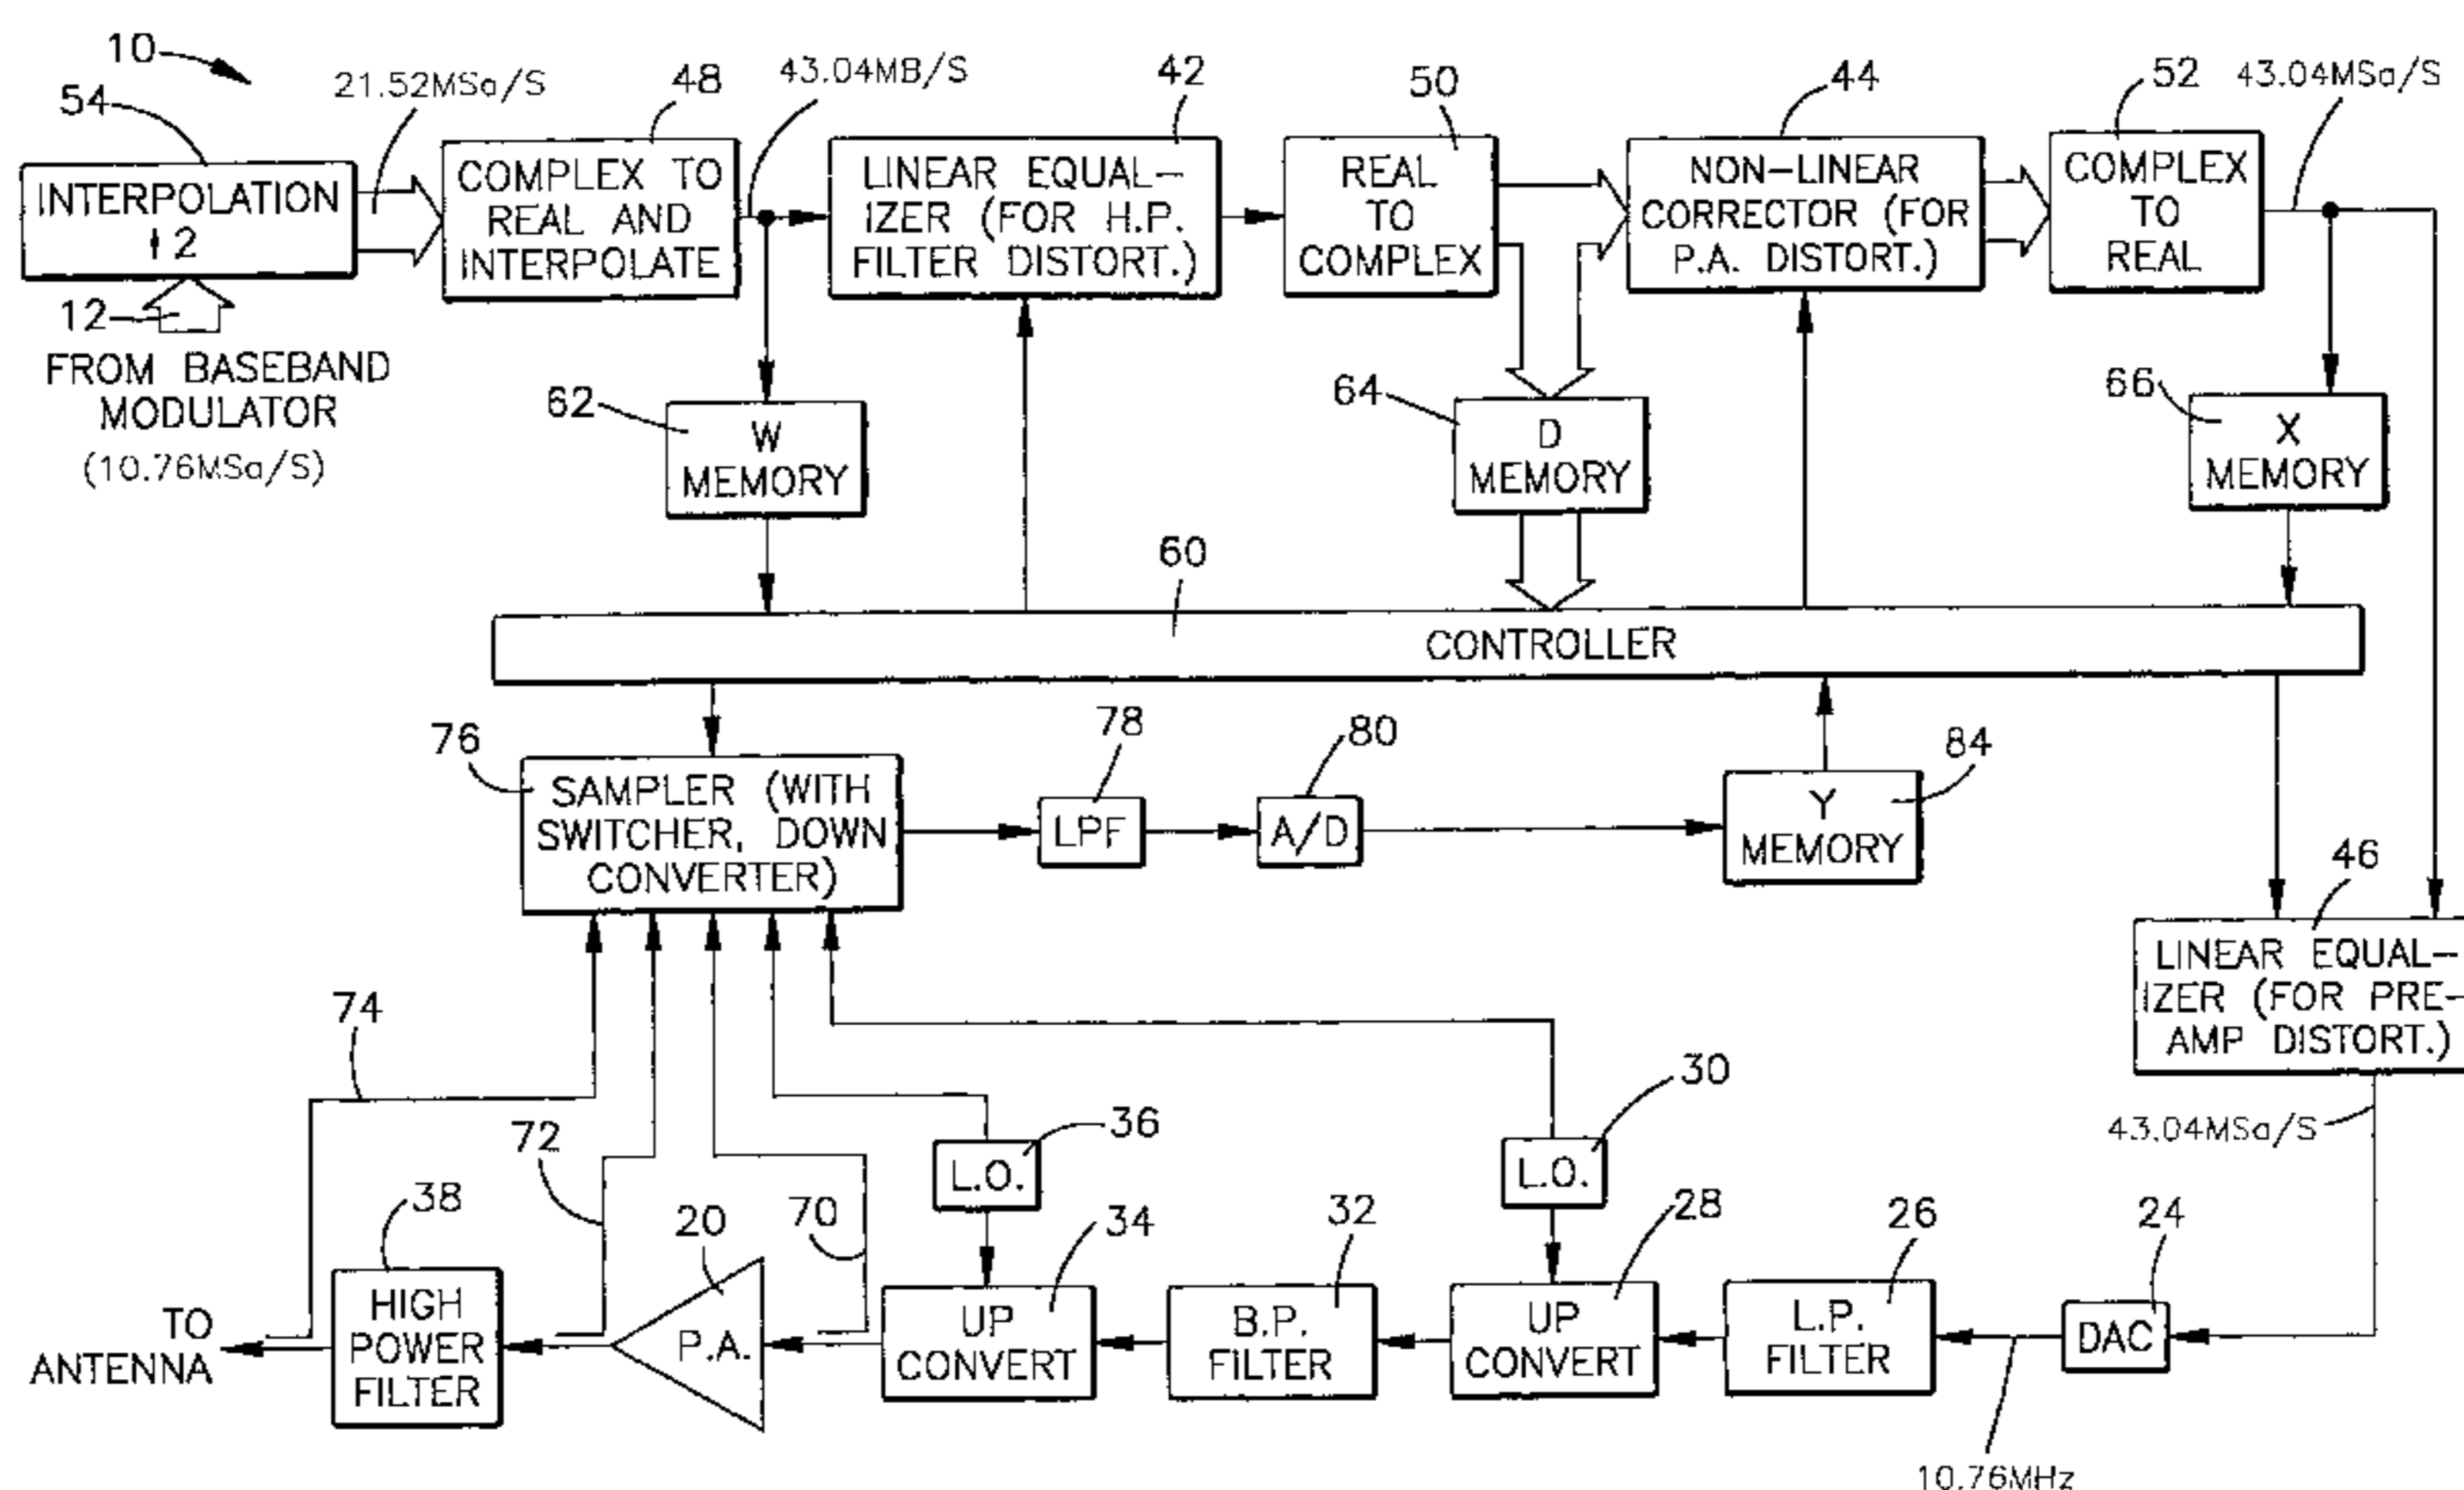 10
54
21.52MSa/S
48
43.04MB/S
42
50
44
52
43.04MSa/S
INTERPOLATION
2
COMPLEX TO
REAL AND
INTERPOLATE
LINEAR EQUAL-
IZER (FOR H.P.
FILTER DISTORT.)
REAL
TO
COMPLEX
NON-LINEAR
CORRECTOR (FOR
P.A. DISTORT.)
COMPLEX
TO
REAL
12
FROM BASEBAND
MODULATOR
(10.76MSa/S)
62
W
MEMORY
64
D
MEMORY
66
X
MEMORY
60
CONTROLLER
76
SAMPLER (WITH
SWITCHER, DOWN
CONVERTER)
78
LPF
80
A/D
84
Y
MEMORY
46
LINEAR EQUAL-
IZER (FOR PRE-
AMP DISTORT.)
43.04MSa/S
74
72
70
36
L.O.
30
L.O.
TO
ANTENNA
38
HIGH
POWER
FILTER
20
P.A.
34
UP
CONVERT
32
B.P.
FILTER
28
UP
CONVERT
26
L.P.
FILTER
24
DAC
10.76MHz